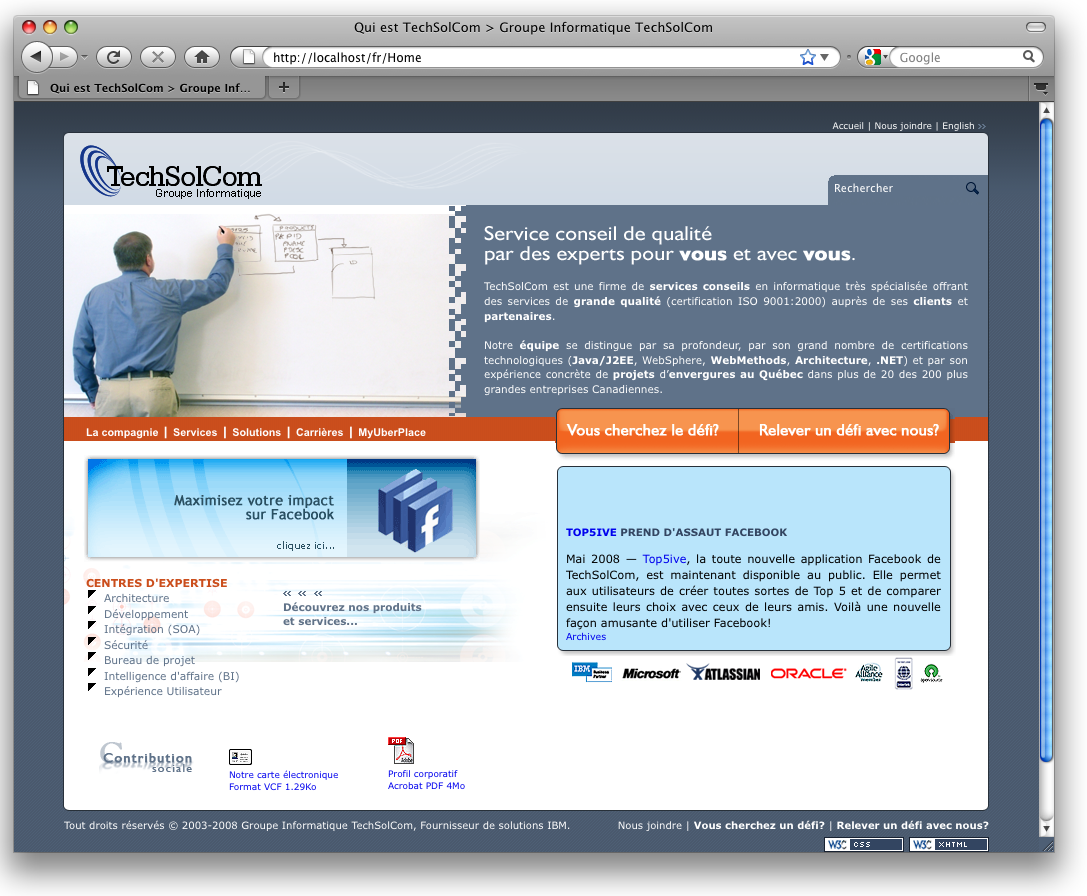 Qui est TechSolCom > Groupe Informatique TechSolCom
http://localhost/fr/Home
Google
Qui est TechSolCom > Groupe Inf...
Accueil | Nous joindre | English >>
TechSolCom
Groupe Informatique
Rechercher
PRODUCTS
Service conseil de qualité
par des experts pour vous et avec vous.
TechSolCom est une firme de services conseils en informatique très spécialisée offrant
des services de grande qualité (certification ISO 9001:2000) auprès de ses clients et
partenaires.
Notre équipe se distingue par sa profondeur, par son grand nombre de certifications
technologiques (Java/J2EE, WebSphere, WebMethods, Architecture, .NET) et par son
expérience concrète de projets d'envergures au Québec dans plus de 20 des 200 plus
grandes entreprises Canadiennes.
La compagnie | Services | Solutions | Carrières | MyUberPlace
Vous cherchez le défi? Relever un défi avec nous?
Maximisez votre impact
sur Facebook
cliquez ici...
f
TOP5IVE PREND D'ASSAUT FACEBOOK
Mai 2008 — Top5ive, la toute nouvelle application Facebook de
TechSolCom, est maintenant disponible au public. Elle permet
aux utilisateurs de créer toutes sortes de Top 5 et de comparer
ensuite leurs choix avec ceux de leurs amis. Voilà une nouvelle
façon amusante d'utiliser Facebook!
Archives
CENTRES D'EXPERTISE
Architecture
Développement
Intégration (SOA)
Sécurité
Bureau de projet
Intelligence d'affaire (BI)
Expérience Utilisateur
« « «
Découvrez nos produits
et services...
IBM Business Partner Microsoft ATLASSIAN ORACLE Agile Alliance Member open source
Contribution
sociale
Notre carte électronique
Format VCF 1.29Ko
PDF
Adobe
Profil corporatif
Acrobat PDF 4Mo
Tout droits réservés © 2003-2008 Groupe Informatique TechSolCom, Fournisseur de solutions IBM.
Nous joindre | Vous cherchez un défi? | Relever un défi avec nous?
W3C CSS W3C XHTML